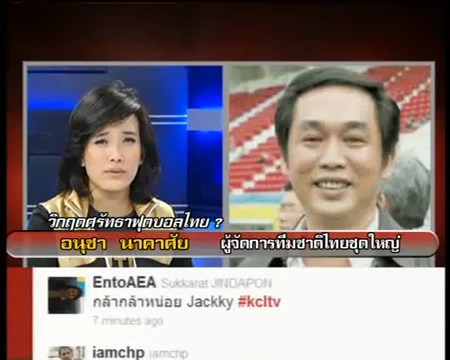 วิกฤตศรัทธาฟุตบอลไทย ?
อนุชา นาคาศัย ผู้จัดการทีมชาติไทยชุดใหญ่
EntoAEA Sukkarat JINDAPON
กล้ากล้าหน่อย Jackky #kcltv
7 minutes ago
iamchp iamchp